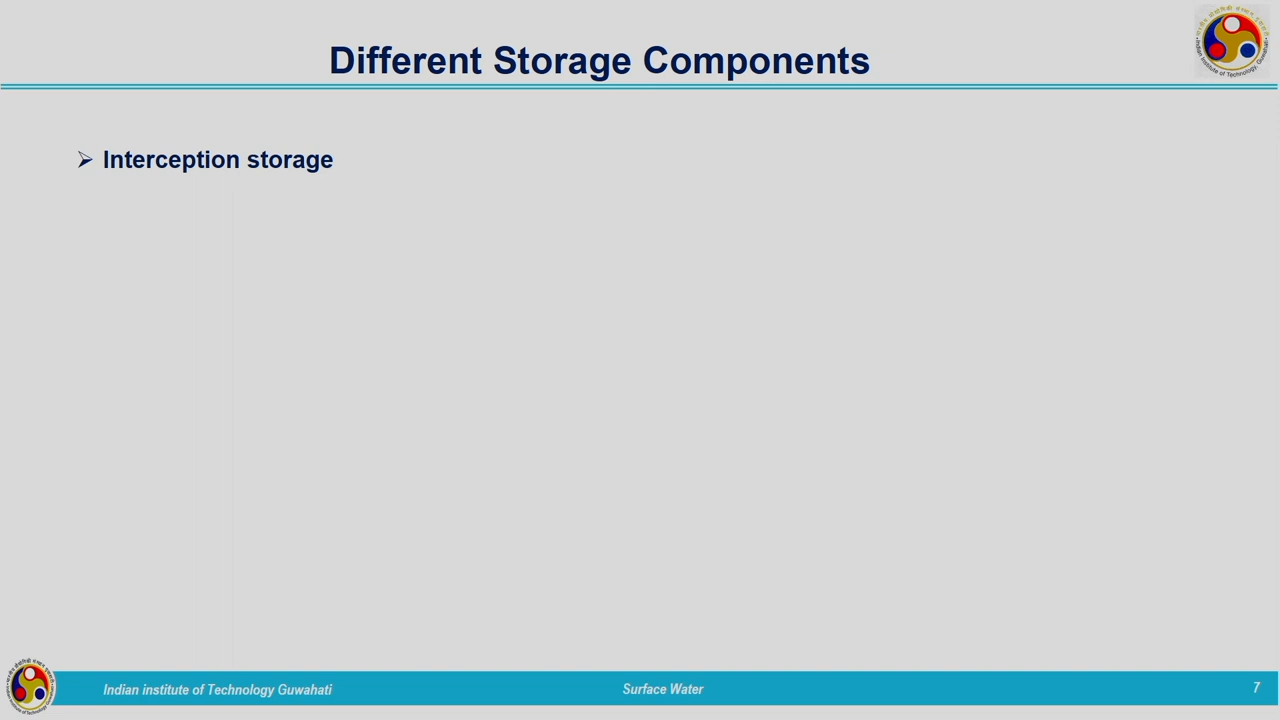 Different Storage Components
Interception storage
Indian institute of Technology Guwahati
Surface Water
7